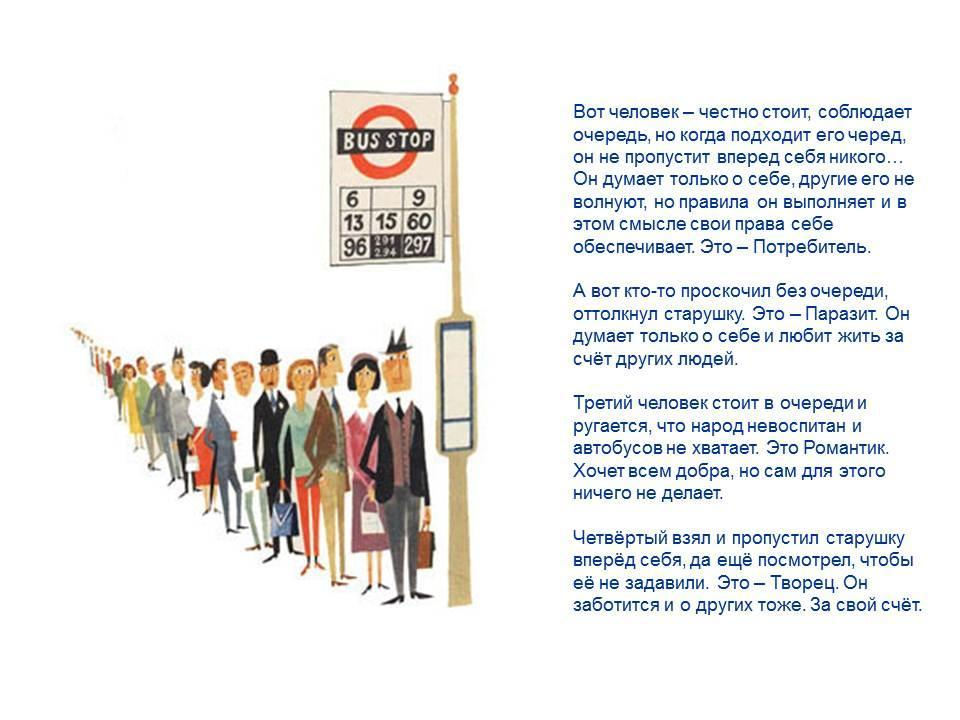 BUS STOP
6 9
13 15 60
96 291 294 297
Вот человек – честно стоит, соблюдает
очередь, но когда подходит его черед,
он не пропустит вперед себя никого…
Он думает только о себе, другие его не
волнуют, но правила он выполняет и в
этом смысле свои права себе
обеспечивает. Это – Потребитель.
А вот кто-то проскочил без очереди,
оттолкнул старушку. Это – Паразит. Он
думает только о себе и любит жить за
счёт других людей.
Третий человек стоит в очереди и
ругается, что народ невоспитан и
автобусов не хватает. Это Романтик.
Хочет всем добра, но сам для этого
ничего не делает.
Четвёртый взял и пропустил старушку
вперёд себя, да ещё посмотрел, чтобы
её не задавили. Это – Творец. Он
заботится и о других тоже. За свой счёт.